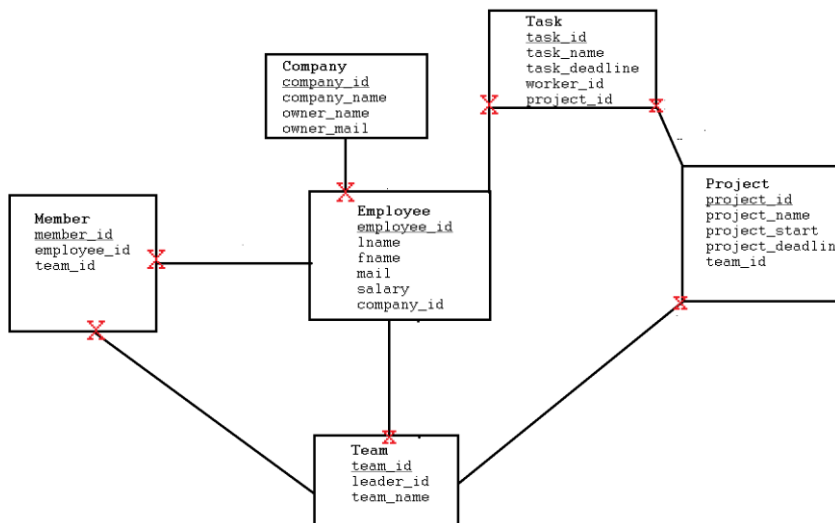 Task
task_id
task_name
task_deadline
worker_id
project_id
Company
company_id
company_name
owner_name
owner_mail
Project
project_id
project_name
project_start
project_deadlin
team_id
Member
member_id
employee_id
team_id
Employee
employee_id
lname
fname
mail
salary
company_id
Team
team_id
leader_id
team_name
X
X
X
X
X
X
X